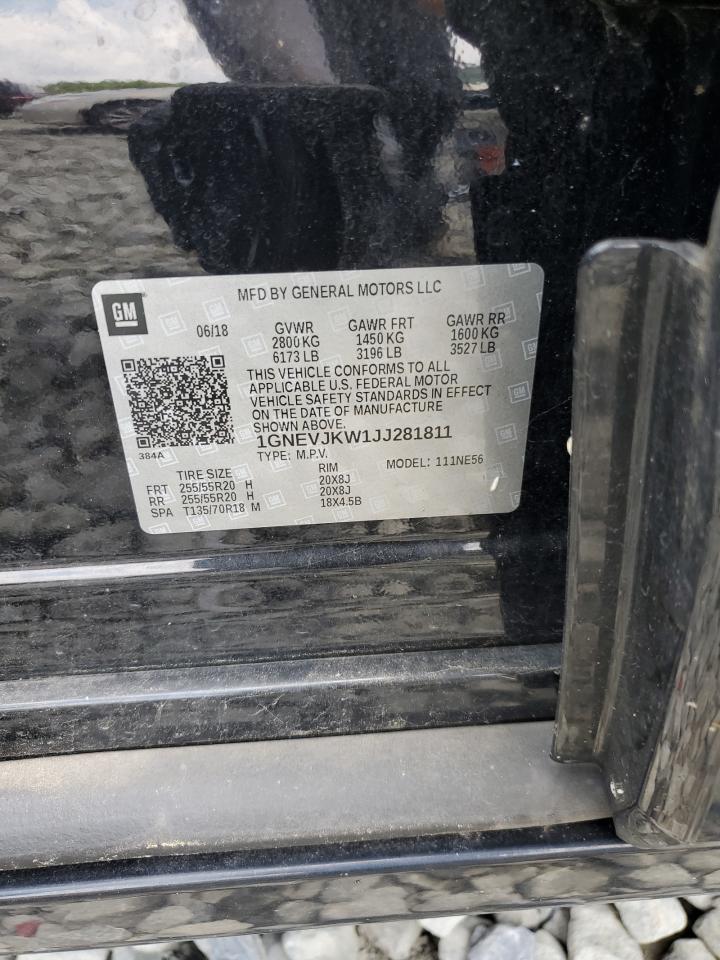 GM
MFD BY GENERAL MOTORS LLC
06/18 GVWR GAWR FRT GAWR RR
2800 KG 1450 KG 1600 KG
6173 LB 3196 LB 3527 LB
THIS VEHICLE CONFORMS TO ALL
APPLICABLE U.S. FEDERAL MOTOR
VEHICLE SAFETY STANDARDS IN EFFECT
ON THE DATE OF MANUFACTURE
SHOWN ABOVE.
384A 1GNEVJKW1JJ281811
TYPE: M.P.V. MODEL: 111NE56
TIRE SIZE RIM
FRT 255/55R20 H 20X8J
RR 255/55R20 H 20X8J
SPA T135/70R18 M 18X4.5B